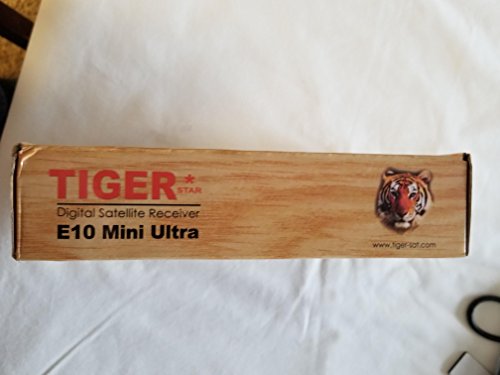 TIGER*
STAR
Digital Satellite Receiver
E10 Mini Ultra
www.tiger-sat.com